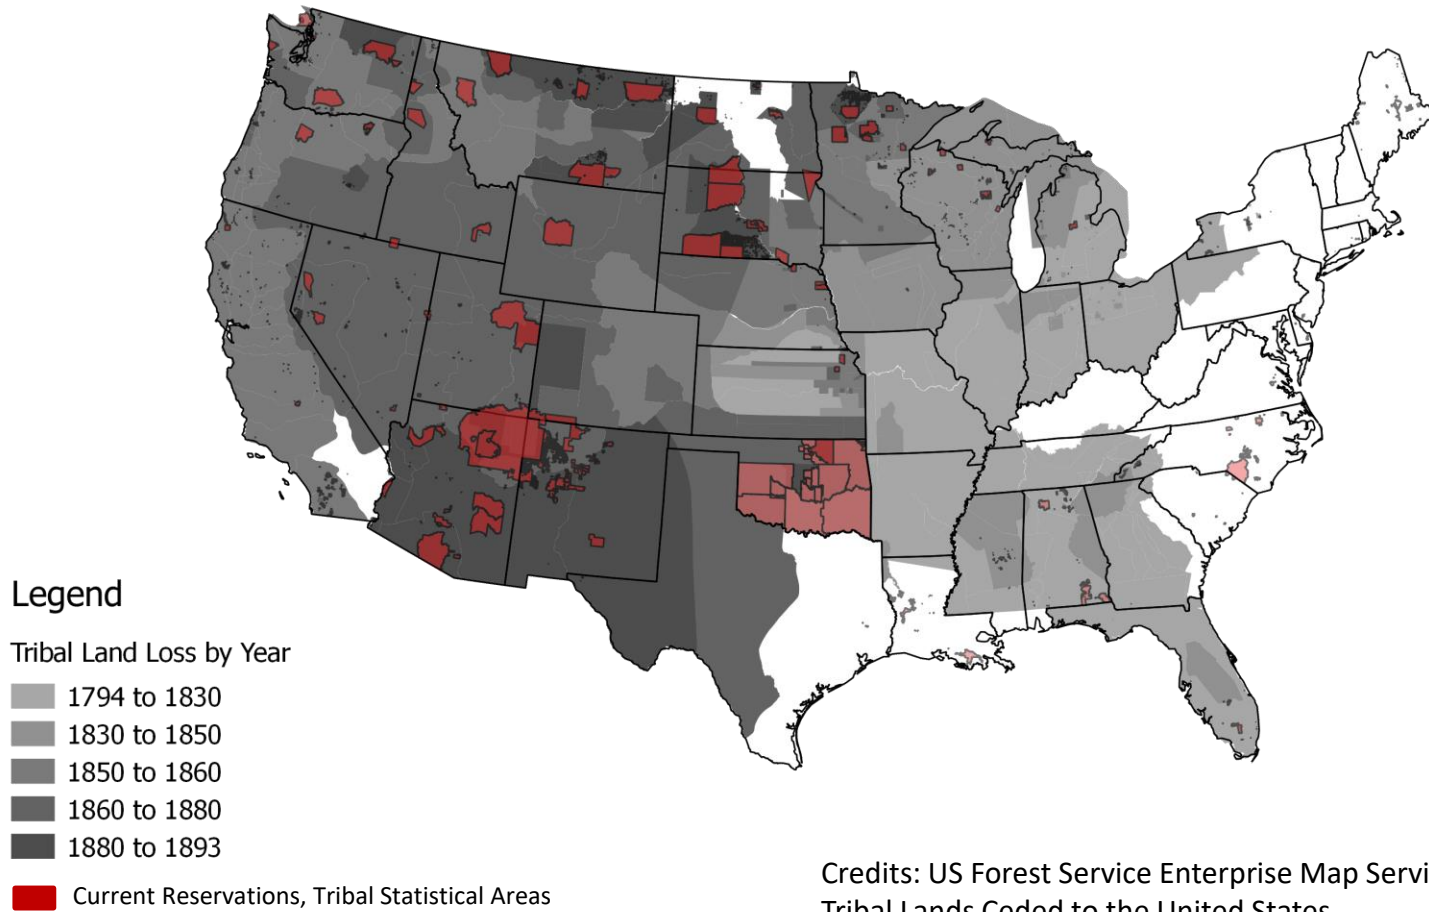 Legend
Tribal Land Loss by Year
1794 to 1830
1830 to 1850
1850 to 1860
1860 to 1880
1880 to 1893
Current Reservations, Tribal Statistical Areas
Credits: US Forest Service Enterprise Map Servi
Tribal Lands Ceded to the United States